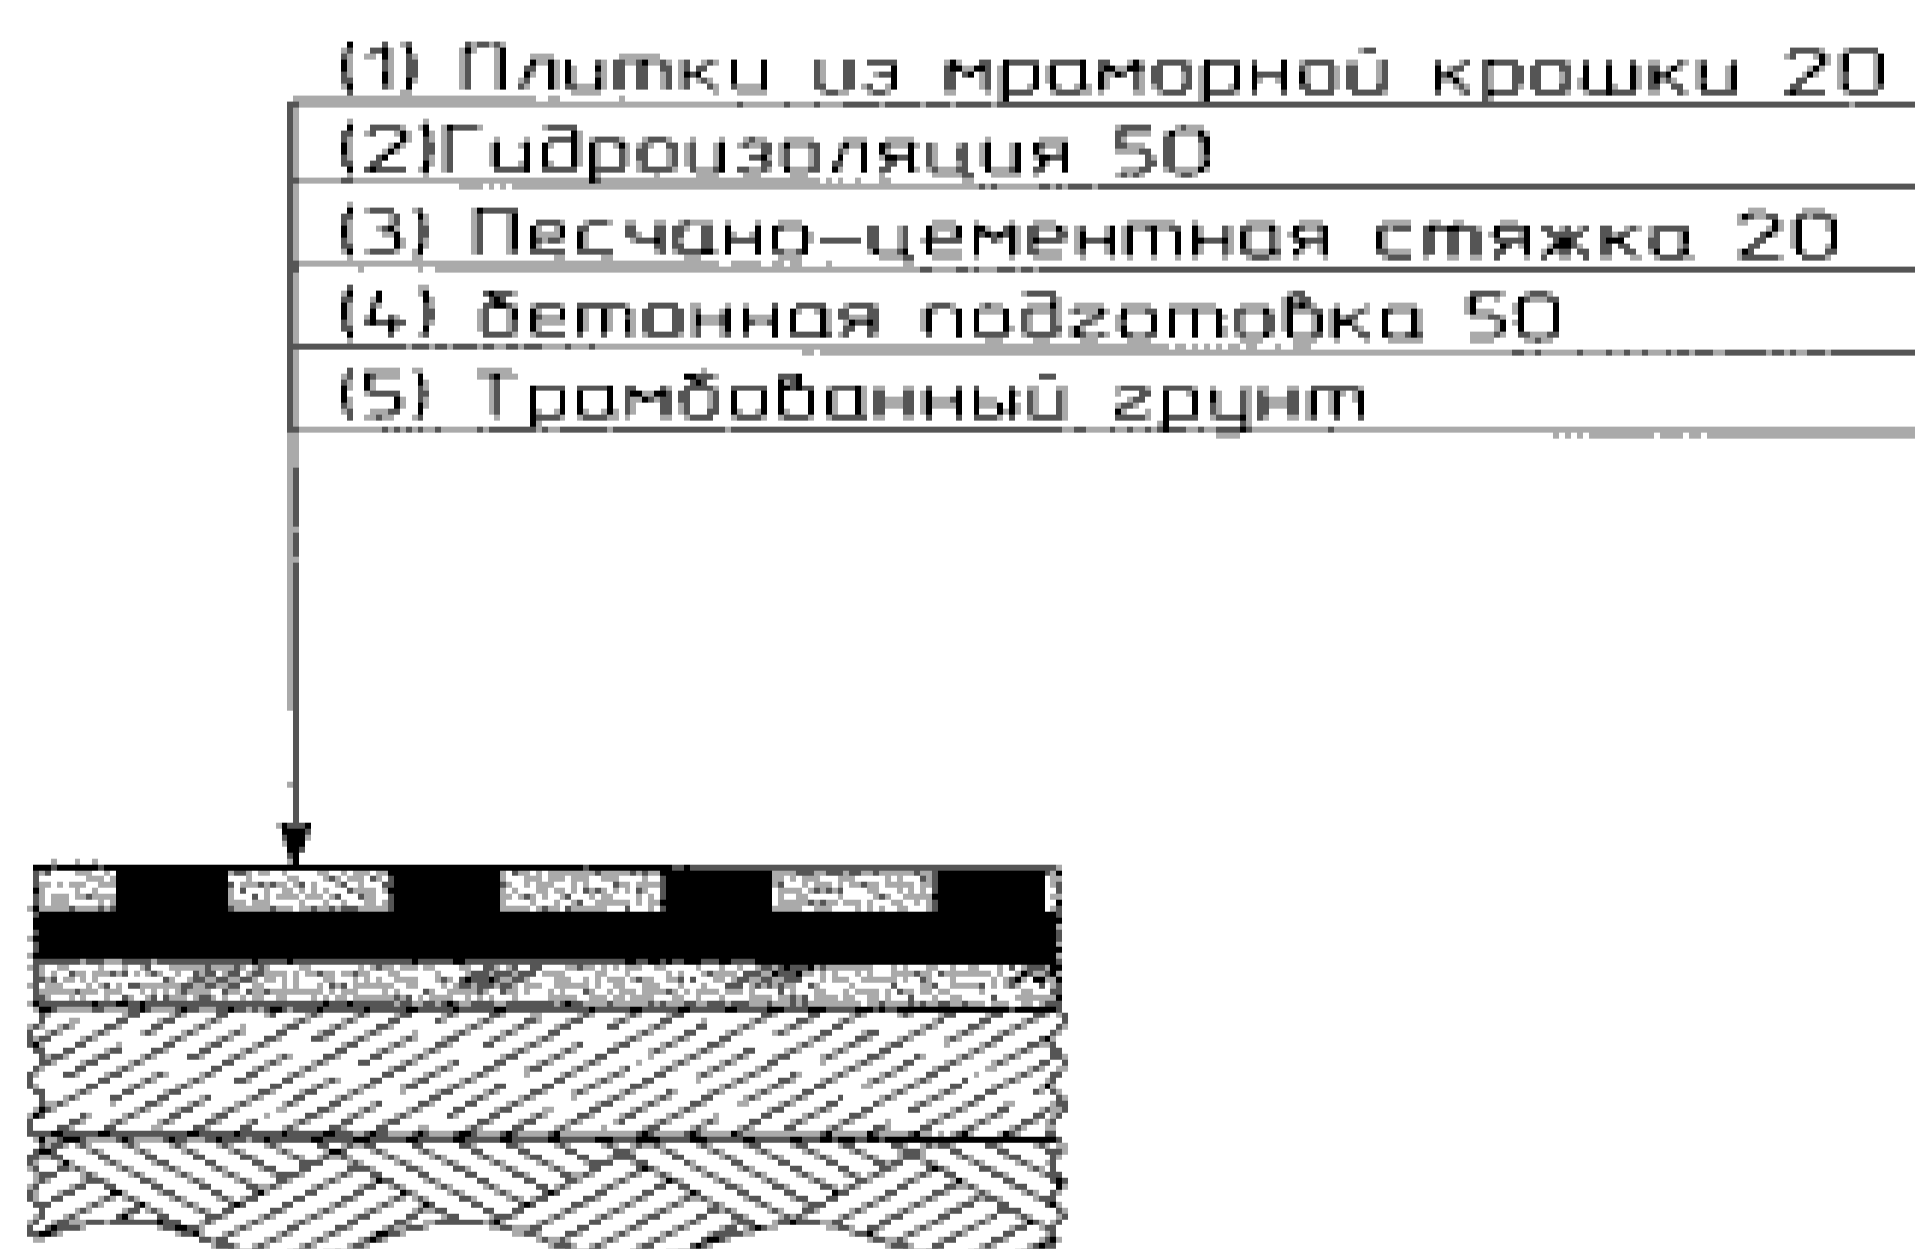 (1) Плитки из мраморной крошки 20
(2)Гидроизоляция 50
(3) Песчано-цементная стяжка 20
(4) бетонная подготовка 50
(5) Трамбованный грунт